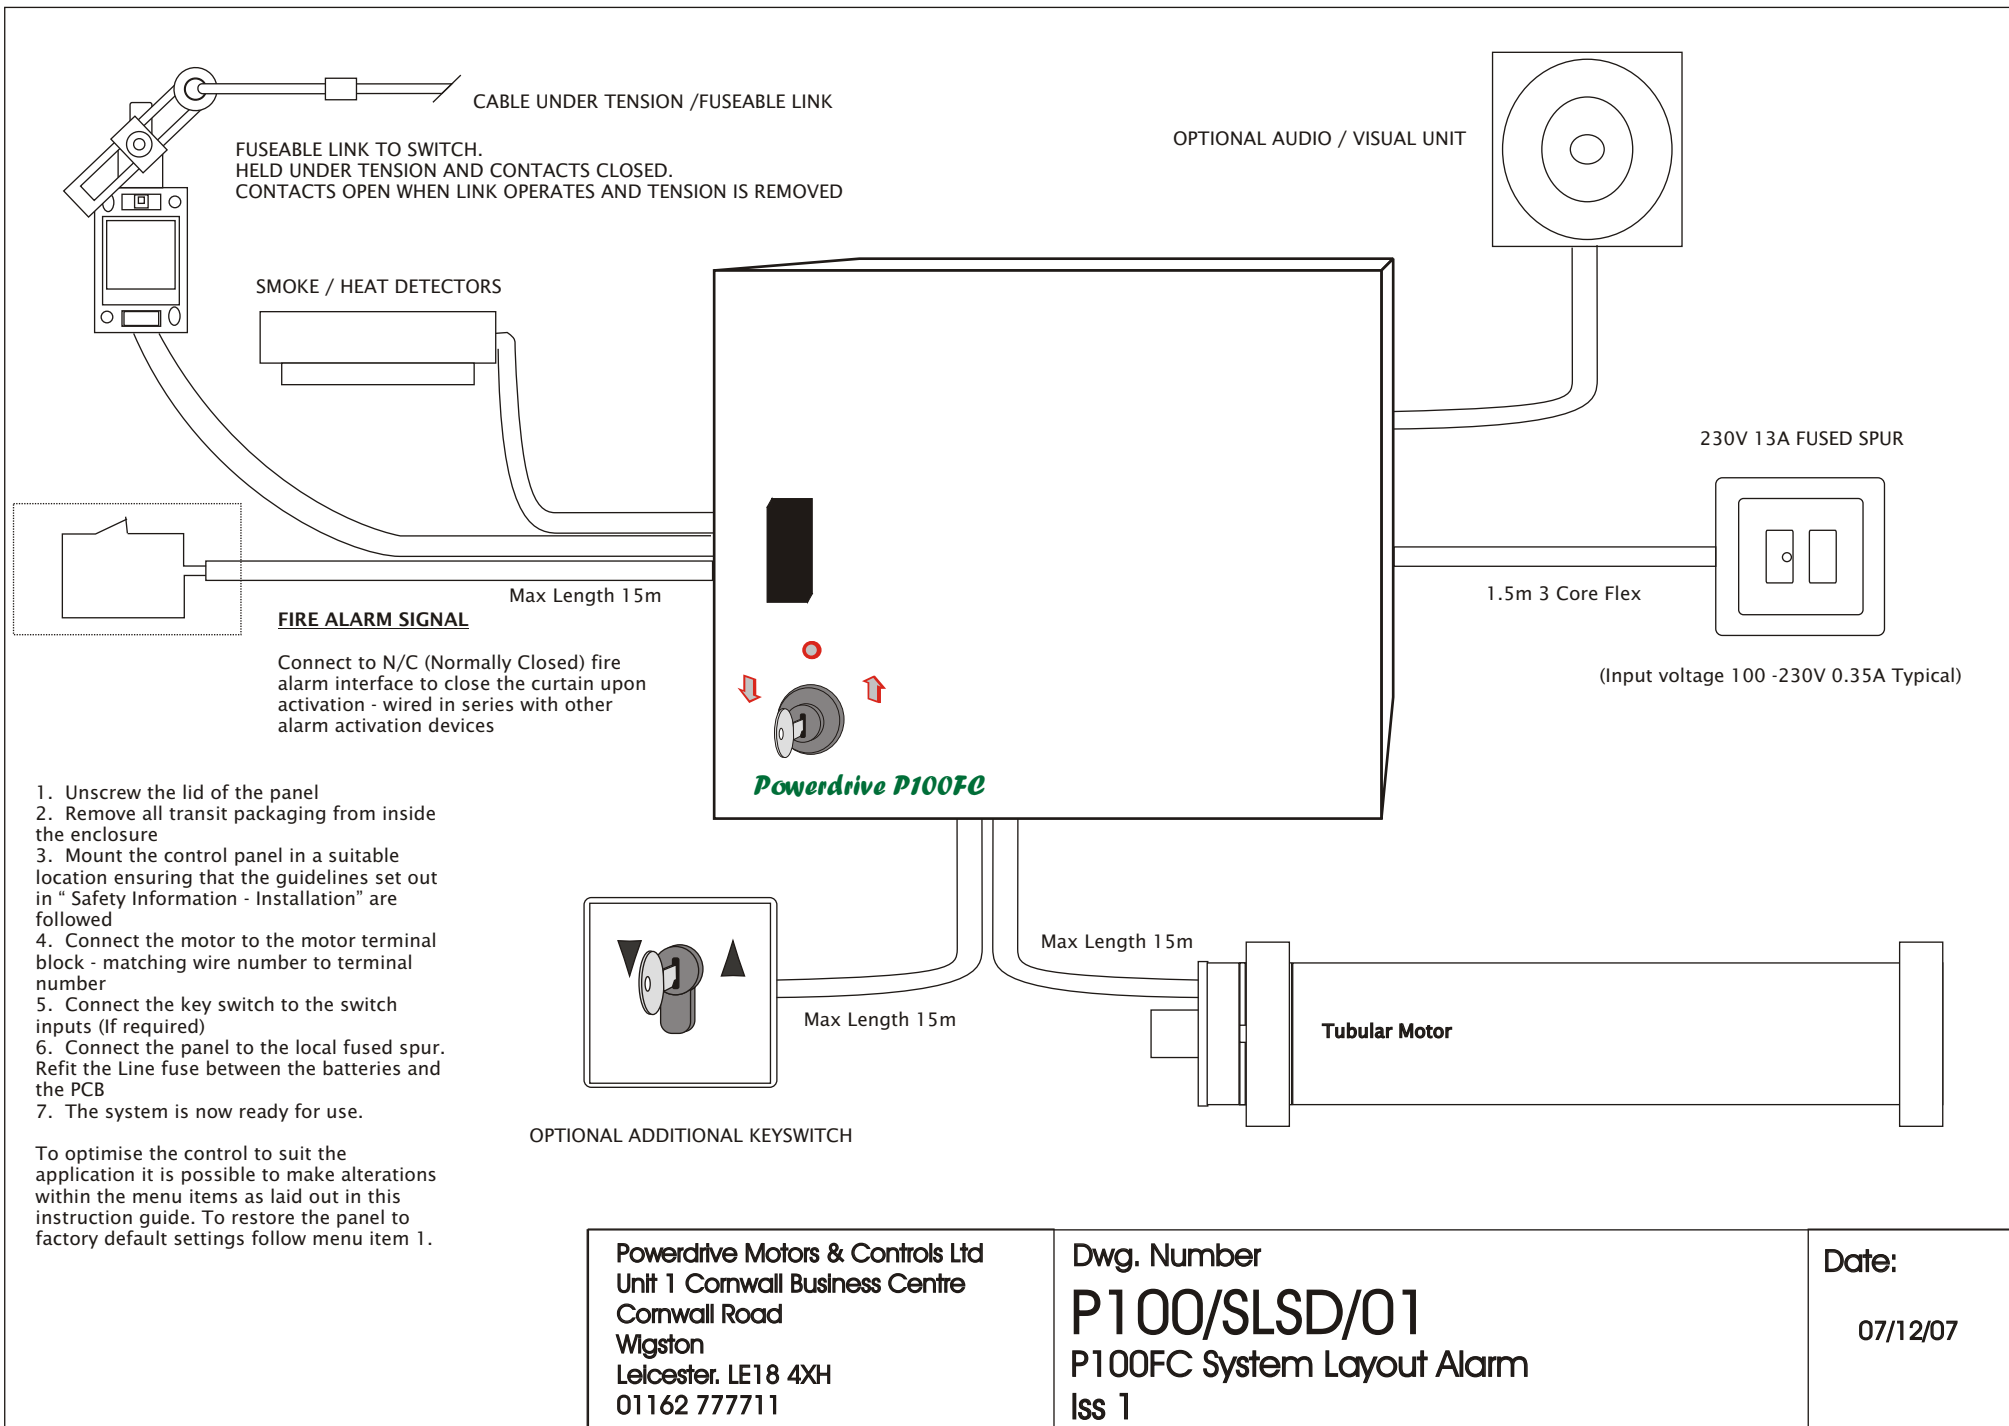 CABLE UNDER TENSION /FUSEABLE LINK
FUSEABLE LINK TO SWITCH.
HELD UNDER TENSION AND CONTACTS CLOSED.
CONTACTS OPEN WHEN LINK OPERATES AND TENSION IS REMOVED
OPTIONAL AUDIO / VISUAL UNIT
SMOKE / HEAT DETECTORS
230V 13A FUSED SPUR
Max Length 15m
1.5m 3 Core Flex
FIRE ALARM SIGNAL
Connect to N/C (Normally Closed) fire
alarm interface to close the curtain upon
activation - wired in series with other
alarm activation devices
(Input voltage 100 -230V 0.35A Typical)
Powerdrive P100FC
1. Unscrew the lid of the panel
2. Remove all transit packaging from inside
the enclosure
3. Mount the control panel in a suitable
location ensuring that the guidelines set out
in “ Safety Information - Installation” are
followed
4. Connect the motor to the motor terminal
block - matching wire number to terminal
number
5. Connect the key switch to the switch
inputs (If required)
6. Connect the panel to the local fused spur.
Refit the Line fuse between the batteries and
the PCB
7. The system is now ready for use.
To optimise the control to suit the
application it is possible to make alterations
within the menu items as laid out in this
instruction guide. To restore the panel to
factory default settings follow menu item 1.
Max Length 15m
Max Length 15m
Tubular Motor
OPTIONAL ADDITIONAL KEYSWITCH
Powerdrive Motors & Controls Ltd
Unit 1 Cornwall Business Centre
Cornwall Road
Wigston
Leicester. LE18 4XH
01162 777711
Dwg. Number
P100/SLSD/01
P100FC System Layout Alarm
Iss 1
Date:
07/12/07